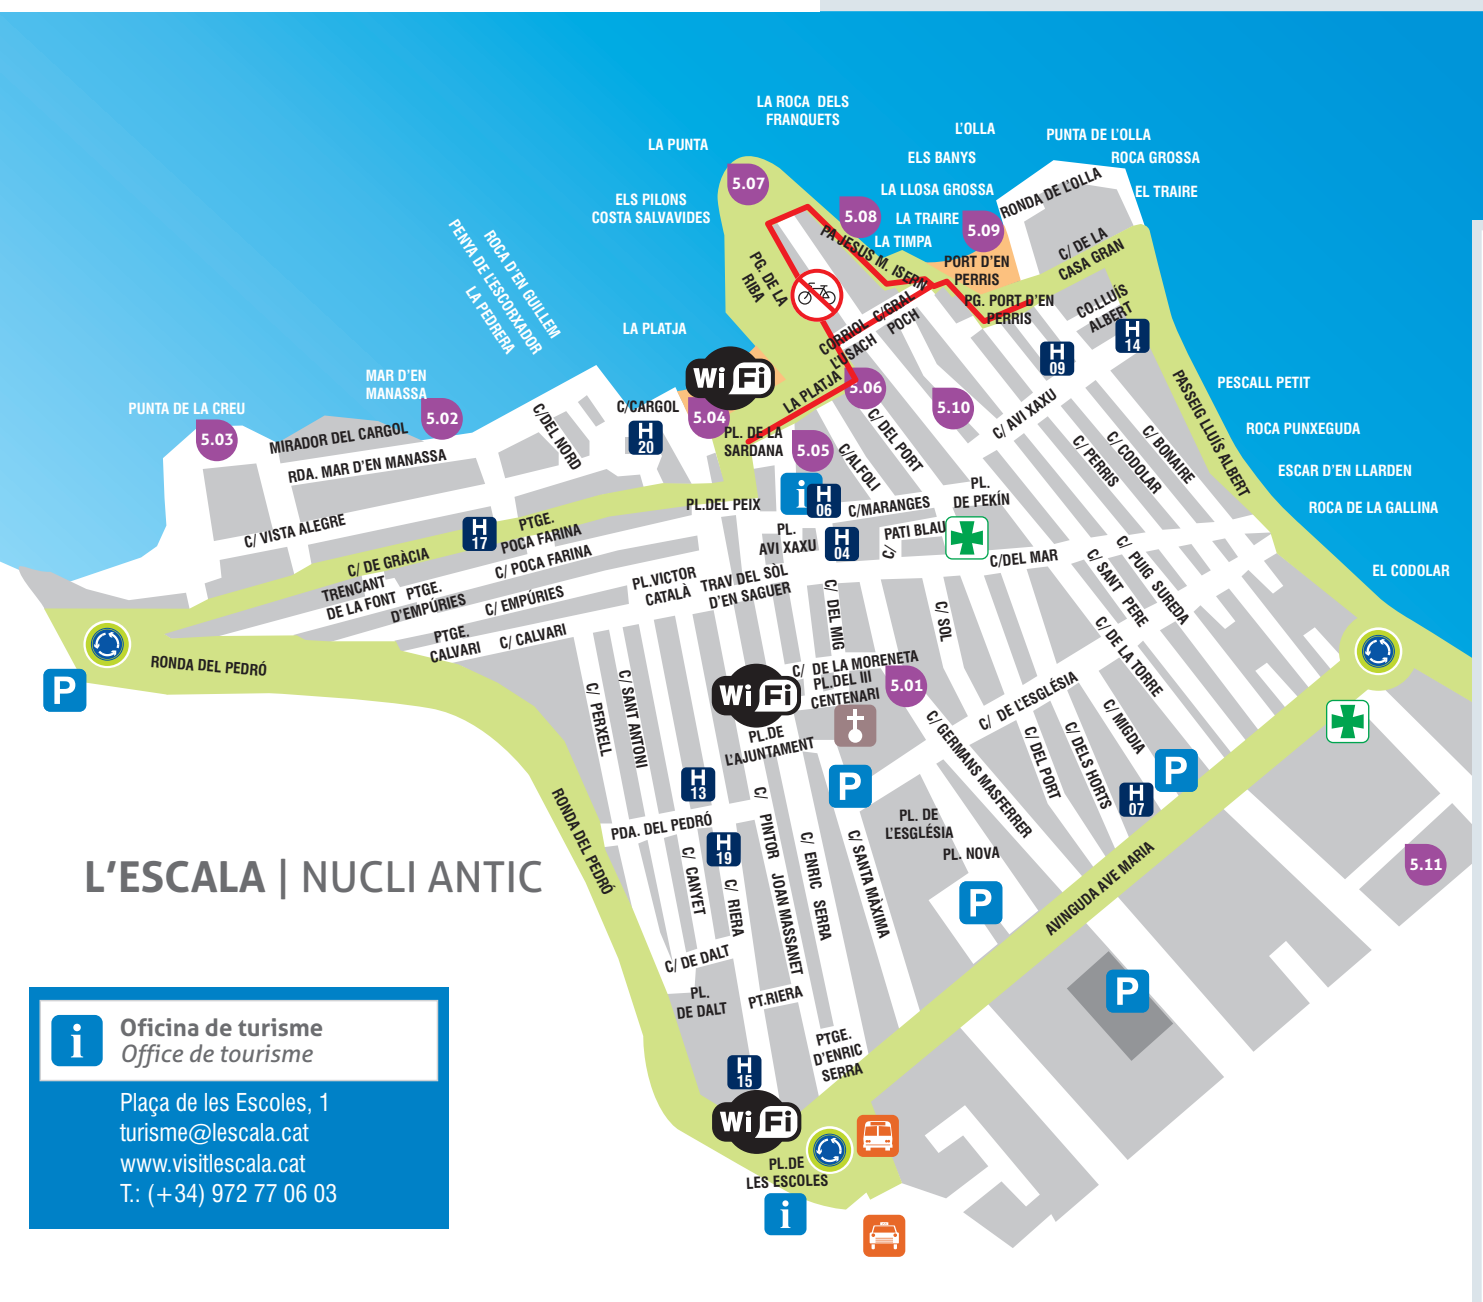 LA ROCA DELS
FRANQUETS
L'OLLA
PUNTA DE L'OLLA
LA PUNTA
ELS BANYS
ROCA GROSSA
5.07
LA LLOSA GROSSA
RONDA DE L'OLLA
EL TRAIRE
ELS PILONS
COSTA SALVAVIDES
5.08
LA TRAIRE
5.09
PA JESUS M. ISERN
LA TIMPA
C/ DE LA
CASA GRAN
ROCA D'EN GUILLEM
PENYA DE L'ESCORXADOR
LA PEDRERA
PG. DE LA
RIBA
PORT D'EN
PERRIS
PG. PORT D'EN
PERRIS
CO.LLUÍS
ALBERT
C/GRAL
POCH
CORRIOL
L'USACH
LA PLATJA
H
14
H
09
Wi Fi
LA PLATJA
5.06
MAR D'EN
MANASSA
PUNTA DE LA CREU
5.02
5.03
MIRADOR DEL CARGOL
RDA. MAR D'EN MANASSA
C/DEL NORD
C/CARGOL
H
20
5.04
PL. DE LA
SARDANA
5.05
C/ DEL PORT
5.10
C/ AVI XAXU
PASSEIG LLUÍS ALBERT
PESCALL PETIT
ROCA PUNXEGUDA
ESCAR D'EN LLARDEN
ROCA DE LA GALLINA
EL CODOLAR
C/ PERRIS
C/ CODOLAR
C/ BONAIRE
C/ALFOLI
PL.
DE PEKÍN
i
H
06
C/MARANGES
PL.DEL PEIX
C/ VISTA ALEGRE
H
17
PTGE.
POCA FARINA
PL.
AVI XAXU
H
04
C/
PATI BLAU
C/DEL MAR
C/ DE GRÀCIA
C/ POCA FARINA
TRENCANT
DE LA FONT
PTGE.
D'EMPÚRIES
C/ EMPÚRIES
PL.VICTOR
CATALÀ
TRAV DEL SOL
D'EN SAGUER
C/ DEL MIG
C/ SOL
C/ SANT PERE
C/ PUIG SUREDA
C/ DE LA TORRE
PTGE.
CALVARI
C/ CALVARI
RONDA DEL PEDRÓ
P
C/ PERXELL
C/ SANT ANTONI
Wi Fi
C/ DE LA MORENETA
PL.DEL III
CENTENARI
5.01
C/ DE L'ESGLÉSIA
C/ GERMANS MASFERRER
C/ DEL PORT
C/ DELS HORTS
C/ MIGDIA
PL.DE
L'AJUNTAMENT
H
13
P
P
H
07
RONDA DEL PEDRÓ
PDA. DEL PEDRÓ
H
19
C/ PINTOR JOAN MASSANET
C/ ENRIC SERRA
C/ SANTA MÀXIMA
PL. DE
L'ESGLÉSIA
PL. NOVA
P
AVINGUDA AVE MARIA
5.11
C/ CANYET
C/ RIERA
L'ESCALA | NUCLI ANTIC
C/ DE DALT
PL.
DE DALT
PT.RIERA
P
PTGE.
D'ENRIC
SERRA
H
15
Wi Fi
PL.DE
LES ESCOLES
i
i
Oficina de turisme
Office de tourisme
Plaça de les Escoles, 1
turisme@lescala.cat
www.visitlescala.cat
T.: (+34) 972 77 06 03